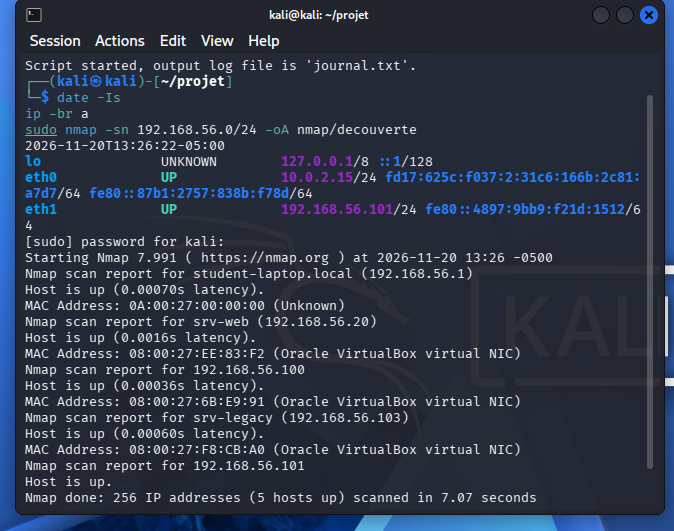 kali@kali: ~/projet
Session Actions Edit View Help
Script started, output log file is 'journal.txt'.
┌──(kali㉿kali)-[~/projet]
└─$ date -Is
ip -br a
sudo nmap -sn 192.168.56.0/24 -oA nmap/decouverte
2026-11-20T13:26:22-05:00
lo UNKNOWN 127.0.0.1/8 ::1/128
eth0 UP 10.0.2.15/24 fd17:625c:f037:2:31c6:166b:2c81:
a7d7/64 fe80::87b1:2757:838b:f78d/64
eth1 UP 192.168.56.101/24 fe80::4897:9bb9:f21d:1512/6
4
[sudo] password for kali:
Starting Nmap 7.991 ( https://nmap.org ) at 2026-11-20 13:26 -0500
Nmap scan report for student-laptop.local (192.168.56.1)
Host is up (0.00070s latency).
MAC Address: 0A:00:27:00:00:00 (Unknown)
Nmap scan report for srv-web (192.168.56.20)
Host is up (0.0016s latency).
MAC Address: 08:00:27:EE:83:F2 (Oracle VirtualBox virtual NIC)
Nmap scan report for 192.168.56.100
Host is up (0.00036s latency).
MAC Address: 08:00:27:6B:E9:91 (Oracle VirtualBox virtual NIC)
Nmap scan report for srv-legacy (192.168.56.103)
Host is up (0.00060s latency).
MAC Address: 08:00:27:F8:CB:A0 (Oracle VirtualBox virtual NIC)
Nmap scan report for 192.168.56.101
Host is up.
Nmap done: 256 IP addresses (5 hosts up) scanned in 7.07 seconds
KALI